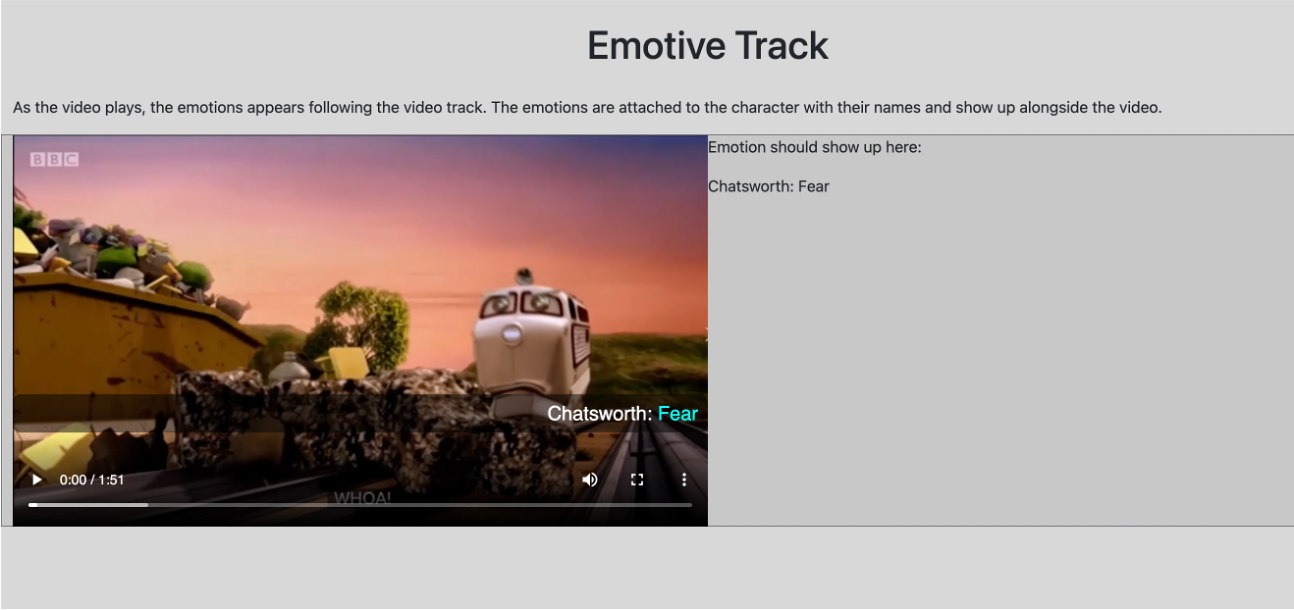 Emotive Track
As the video plays, the emotions appears following the video track. The emotions are attached to the character with their names and show up alongside the video.
BBC
Emotion should show up here:
Chatsworth: Fear
Chatsworth: Fear
0:00 / 1:51
WHOA!